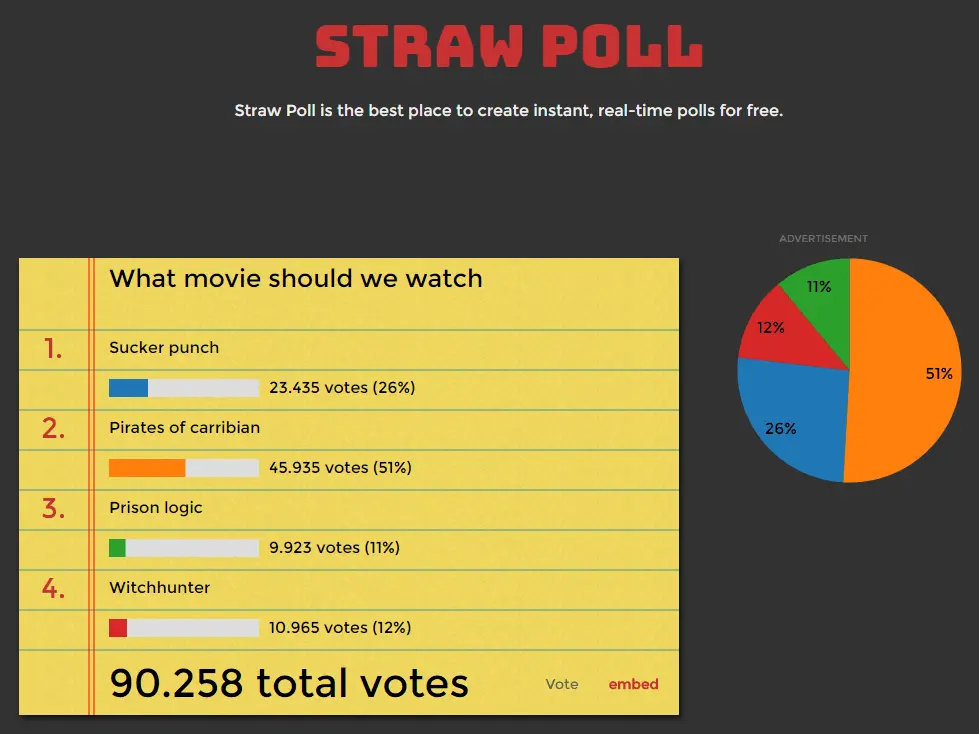 STRAW POLL
Straw Poll is the best place to create instant, real-time polls for free.
ADVERTISEMENT
What movie should we watch
1. Sucker punch
23.435 votes (26%)
2. Pirates of carribian
45.935 votes (51%)
3. Prison logic
9.923 votes (11%)
4. Witchhunter
10.965 votes (12%)
90.258 total votes
Vote embed
11%
12%
51%
26%